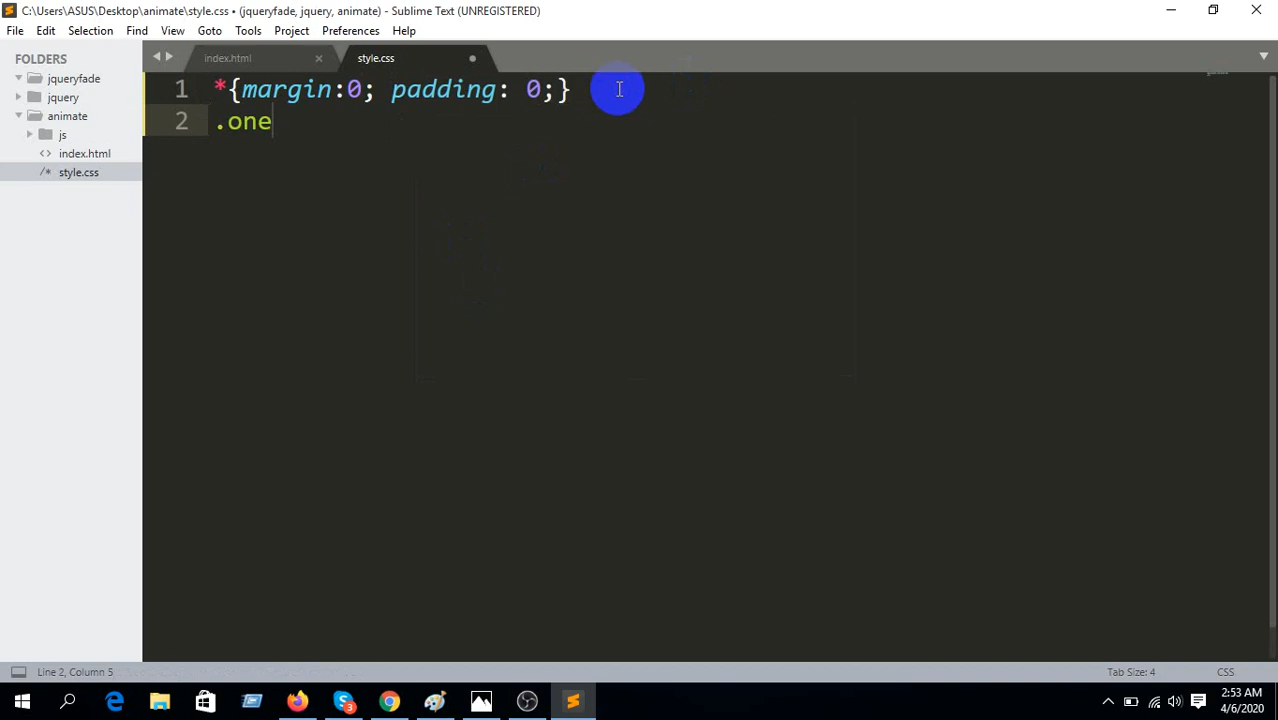 C:\Users\ASUS\Desktop\animate\style.css • (jqueryfade, jquery, animate) - Sublime Text (UNREGISTERED)
File Edit Selection Find View Goto Tools Project Preferences Help
FOLDERS
jqueryfade
jquery
animate
js
<> index.html
/* style.css
index.html ×
style.css
1 *{margin:0; padding: 0;}
2 .one
Line 2, Column 5
Tab Size: 4
CSS
3
2:53 AM
4/6/2020